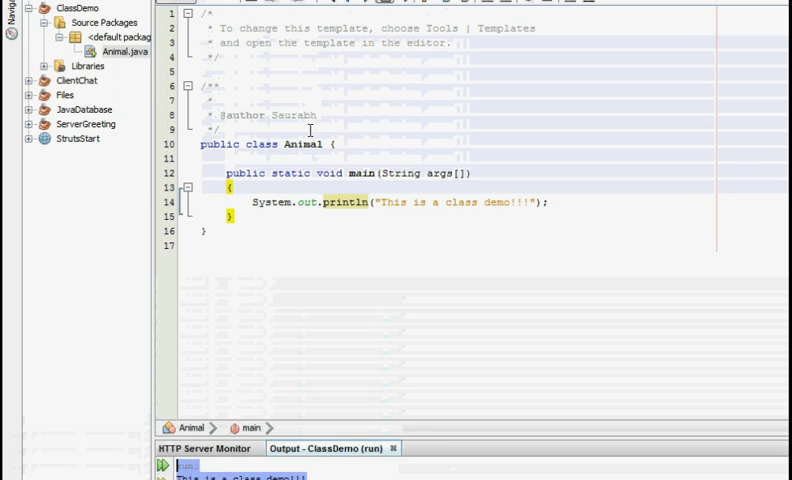 Naviga
ClassDemo
Source Packages
<default packag
Animal.java
Libraries
ClientChat
Files
JavaDatabase
ServerGreeting
StrutsStart
1 /*
2 * To change this template, choose Tools | Templates
3 * and open the template in the editor.
4 */
5
6 /**
7 *
8 * @author Saurabh
9 */
10 public class Animal {
11
12 public static void main(String args[])
13 {
14 System.out.println("This is a class demo!!!");
15 }
16 }
17
Animal main
HTTP Server Monitor Output - ClassDemo (run)
run:
This is a class demo!!!